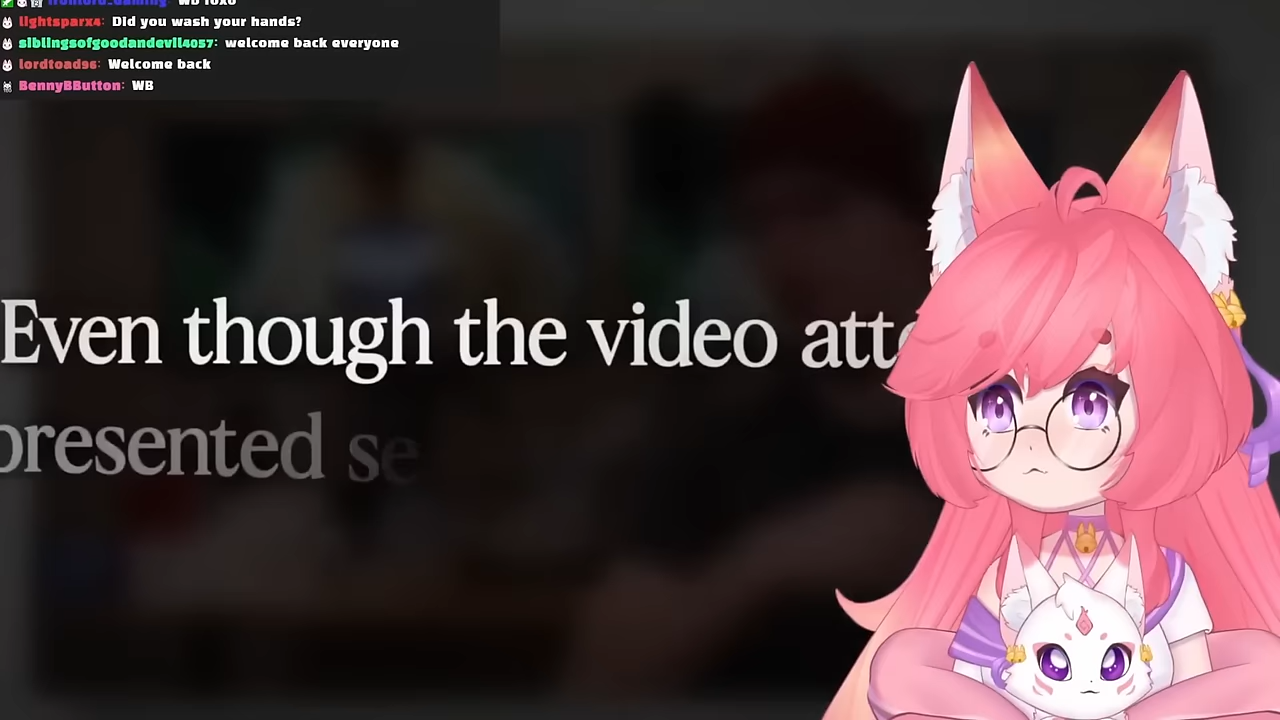 lightsparx4: Did you wash your hands?
siblingsofgoodandevil4057: welcome back everyone
lordtoad96: Welcome back
BennyBButton: WB
Even though the video att
presented se